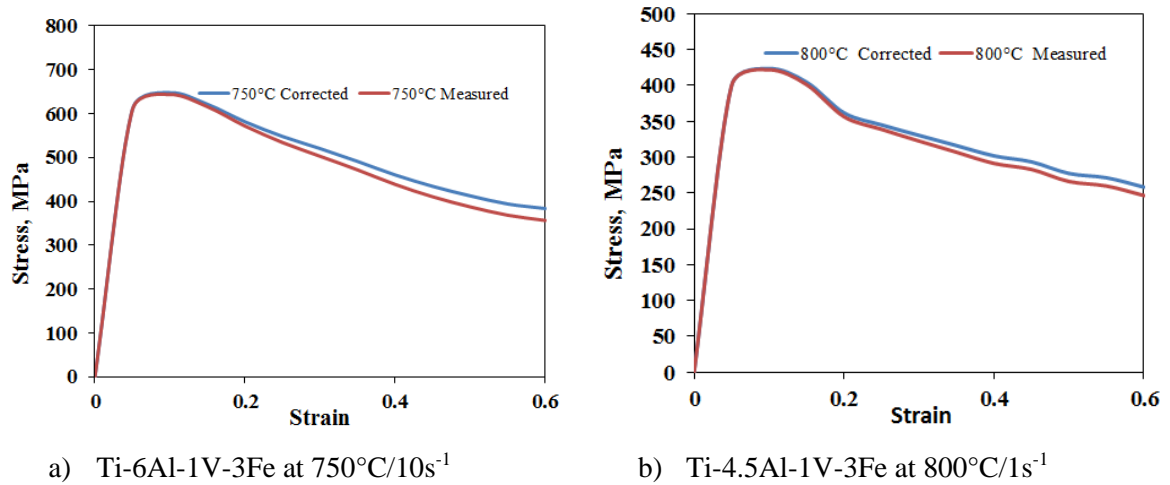 800
700
600
500
400
300
200
100
0
Stress, MPa
750°C Corrected 750°C Measured
0 0.2 0.4 0.6
Strain
a) Ti-6Al-1V-3Fe at 750°C/10s⁻¹
500
450
400
350
300
250
200
150
100
50
0
Stress, MPa
800°C Corrected 800°C Measured
0 0.2 0.4 0.6
Strain
b) Ti-4.5Al-1V-3Fe at 800°C/1s⁻¹